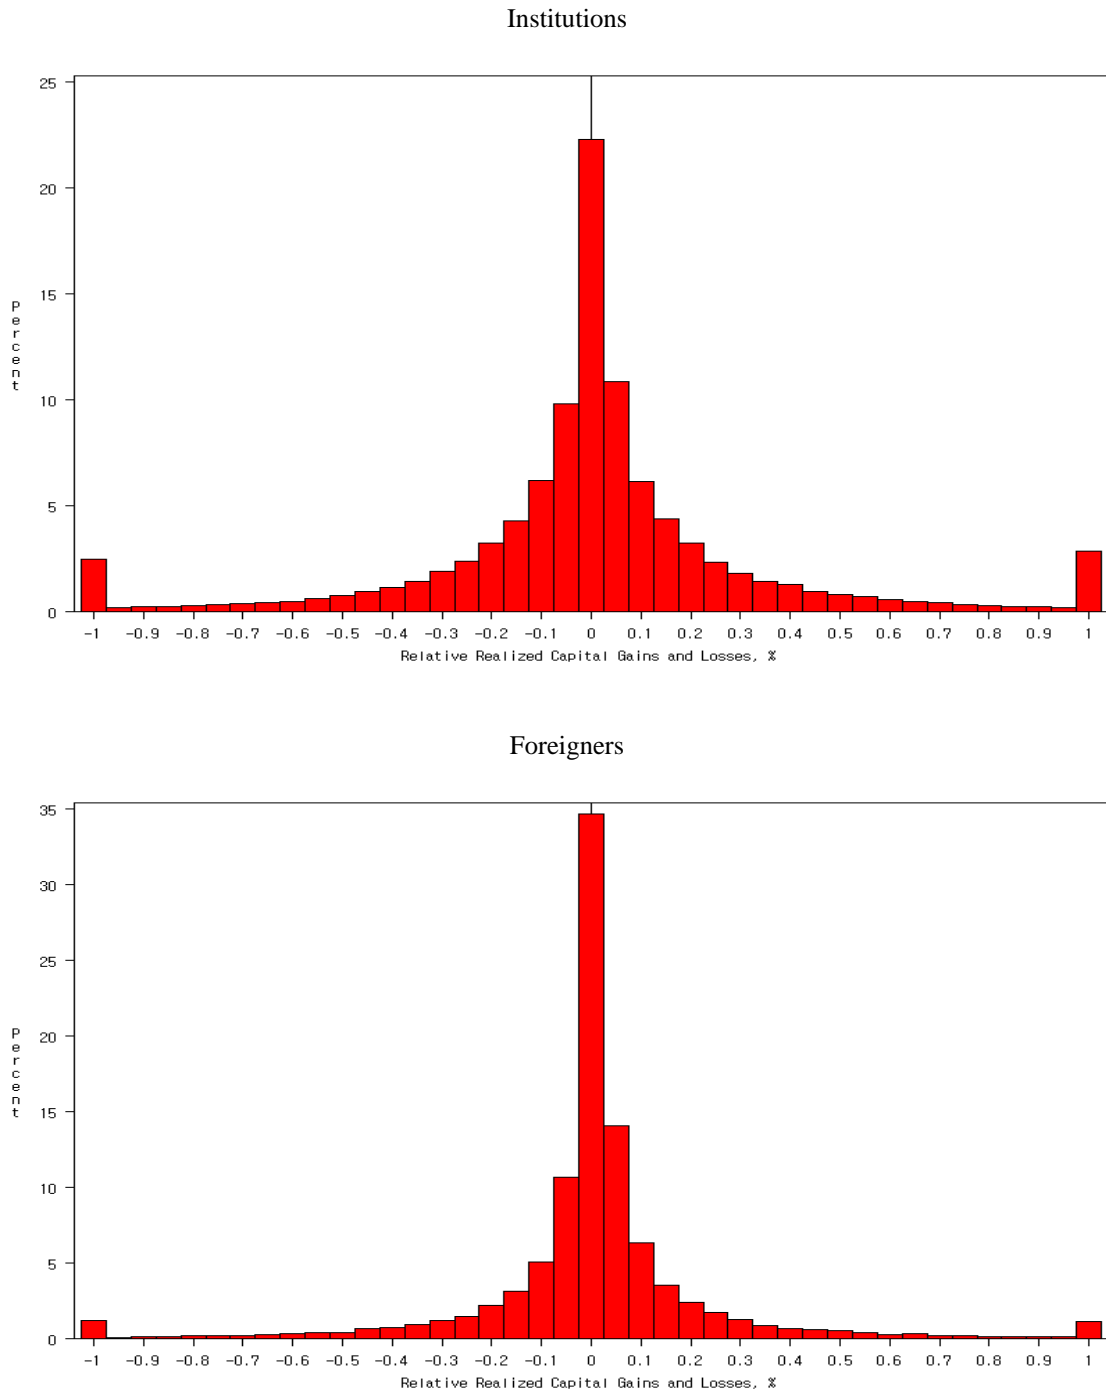 Institutions
25
20
15
10
5
0
Percent
-1 -0.9 -0.8 -0.7 -0.6 -0.5 -0.4 -0.3 -0.2 -0.1 0 0.1 0.2 0.3 0.4 0.5 0.6 0.7 0.8 0.9 1
Relative Realized Capital Gains and Losses, %
Foreigners
35
30
25
20
15
10
5
0
Percent
-1 -0.9 -0.8 -0.7 -0.6 -0.5 -0.4 -0.3 -0.2 -0.1 0 0.1 0.2 0.3 0.4 0.5 0.6 0.7 0.8 0.9 1
Relative Realized Capital Gains and Losses, %